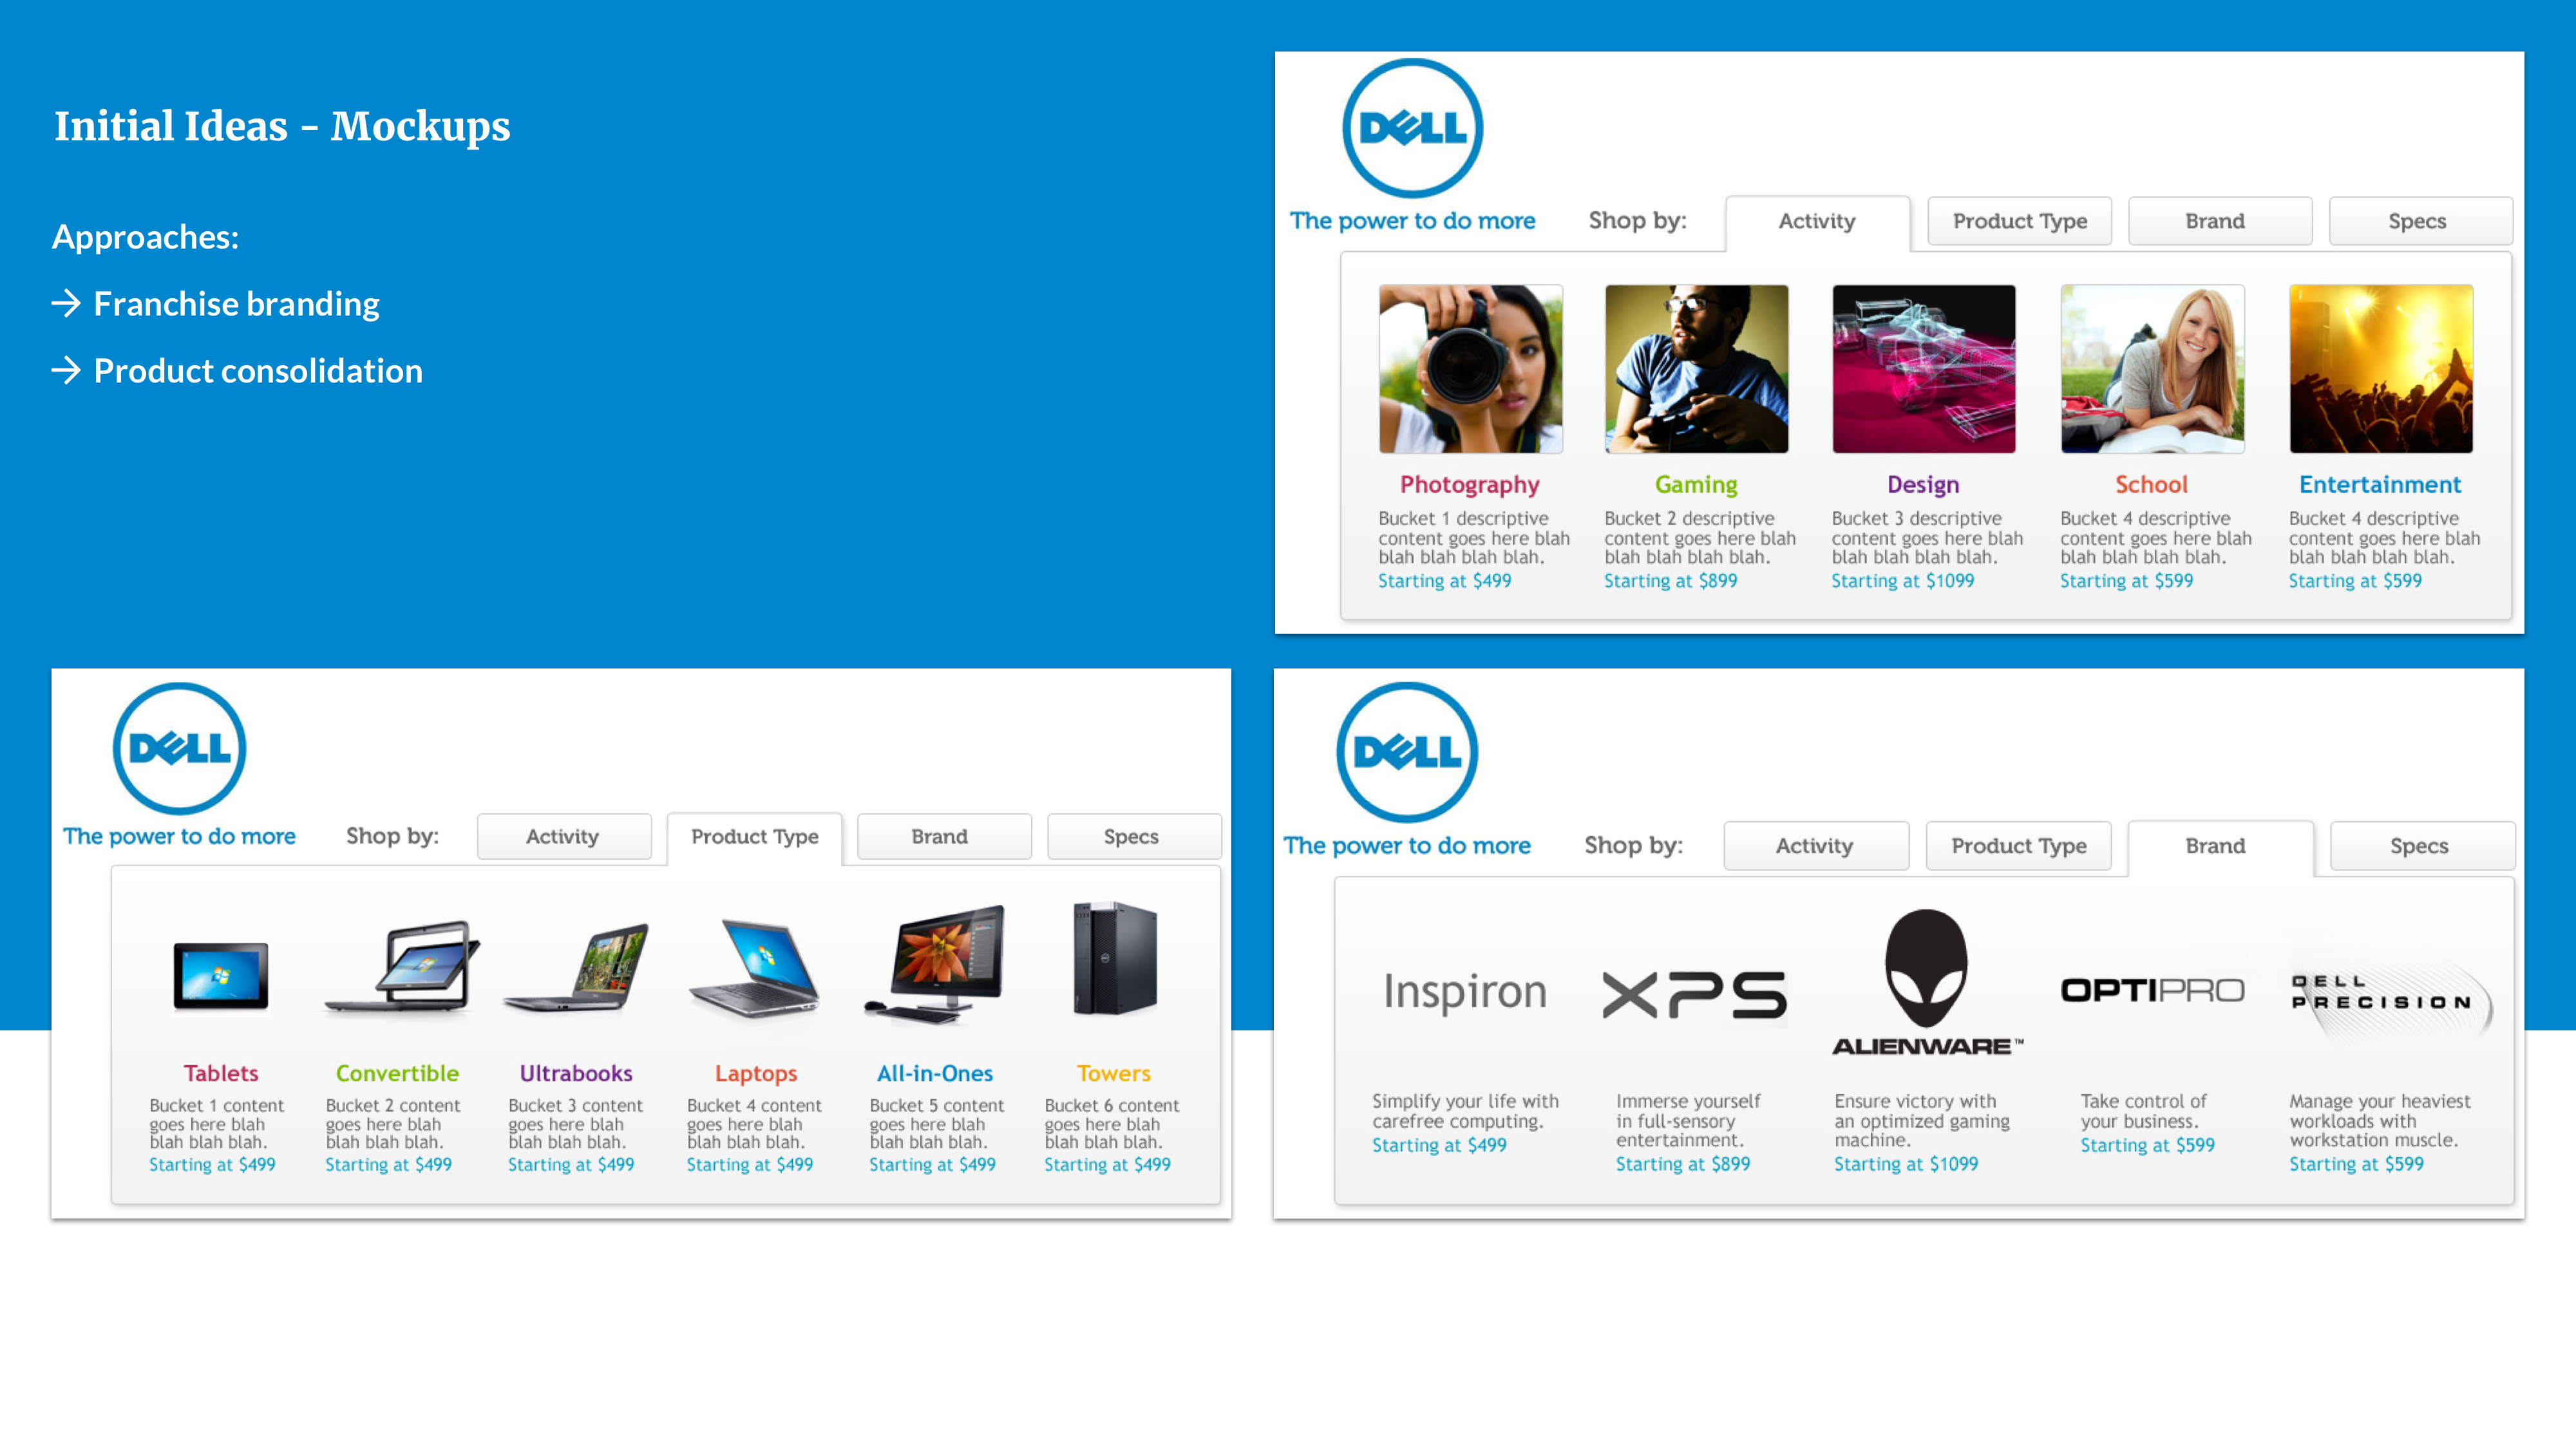 Initial Ideas - Mockups
Approaches:
→ Franchise branding
→ Product consolidation
DELL
The power to do more
Shop by:
Activity
Product Type
Brand
Specs
Photography
Bucket 1 descriptive
content goes here blah
blah blah blah blah.
Starting at $499
Gaming
Bucket 2 descriptive
content goes here blah
blah blah blah blah.
Starting at $899
Design
Bucket 3 descriptive
content goes here blah
blah blah blah blah.
Starting at $1099
School
Bucket 4 descriptive
content goes here blah
blah blah blah blah.
Starting at $599
Entertainment
Bucket 4 descriptive
content goes here blah
blah blah blah blah.
Starting at $599
DELL
The power to do more
Shop by:
Activity
Product Type
Brand
Specs
Tablets
Bucket 1 content
goes here blah
blah blah blah.
Starting at $499
Convertible
Bucket 2 content
goes here blah
blah blah blah.
Starting at $499
Ultrabooks
Bucket 3 content
goes here blah
blah blah blah.
Starting at $499
Laptops
Bucket 4 content
goes here blah
blah blah blah.
Starting at $499
All-in-Ones
Bucket 5 content
goes here blah
blah blah blah.
Starting at $499
Towers
Bucket 6 content
goes here blah
blah blah blah.
Starting at $499
DELL
The power to do more
Shop by:
Activity
Product Type
Brand
Specs
Inspiron
Simplify your life with
carefree computing.
Starting at $499
XPS
Immerse yourself
in full-sensory
entertainment.
Starting at $899
ALIENWARE™
Ensure victory with
an optimized gaming
machine.
Starting at $1099
OPTIPRO
Take control of
your business.
Starting at $599
DELL
PRECISION
Manage your heaviest
workloads with
workstation muscle.
Starting at $599